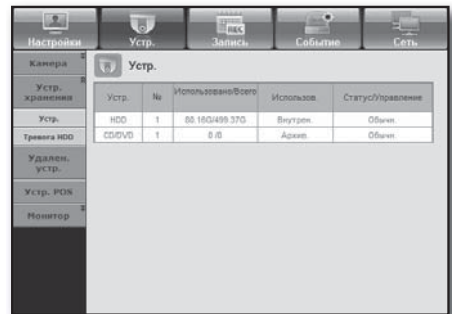 Настройки Устр. Запись Событие Сеть
REC
Камера
Устр. хранения
Устр.
Тревога HDD
Удален. устр.
Устр. POS
Монитор
Устр.
Устр. № Использовано/Всего Использов. Статус/Управление
HDD 1 80.16G/499.37G Внутрен. Обычн.
CD/DVD 1 0 /0 Архив. Обычн.